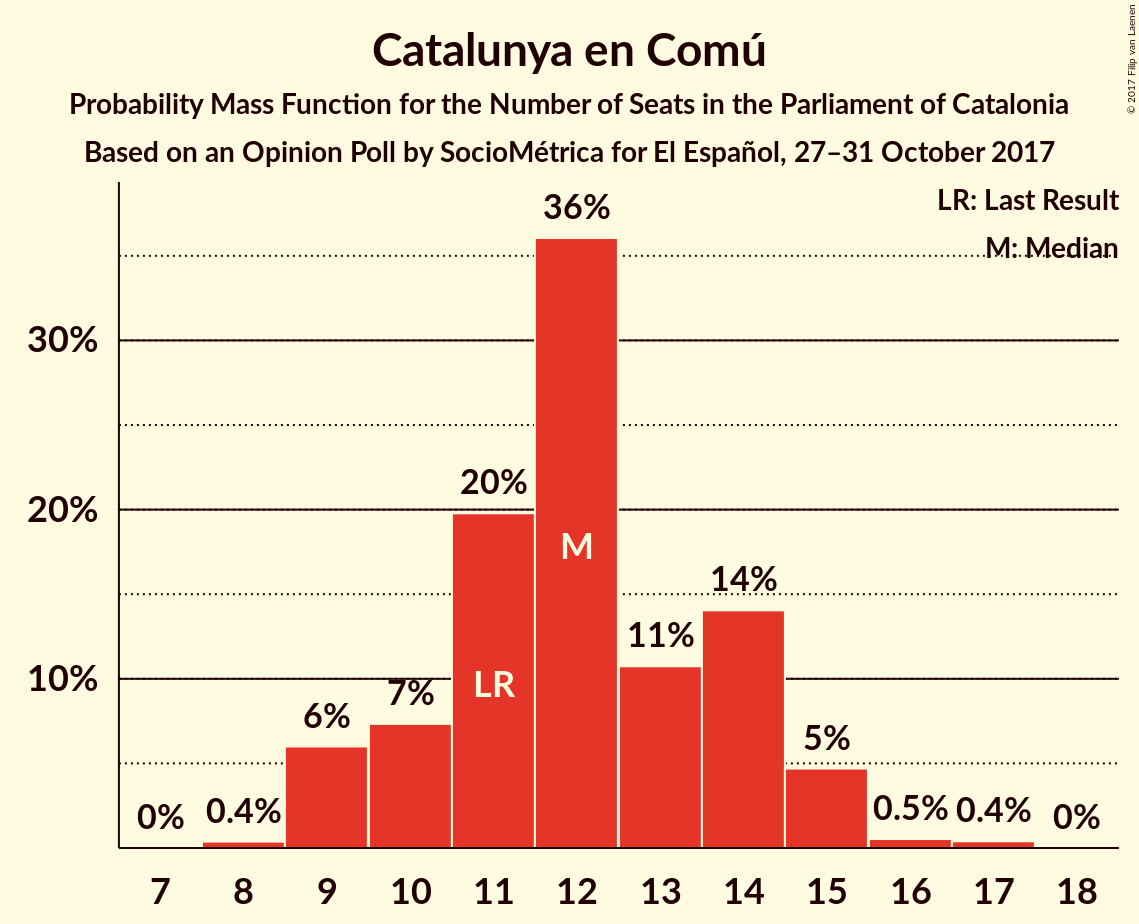 Catalunya en Comú
Probability Mass Function for the Number of Seats in the Parliament of Catalonia
Based on an Opinion Poll by SocioMétrica for El Español, 27–31 October 2017
© 2017 Filip van Laenen
LR: Last Result
M: Median
36%
30%
20%
20%
M
14%
11%
10%
LR
7%
6%
5%
0%
0.4%
0.5%
0.4%
0%
7 8 9 10 11 12 13 14 15 16 17 18